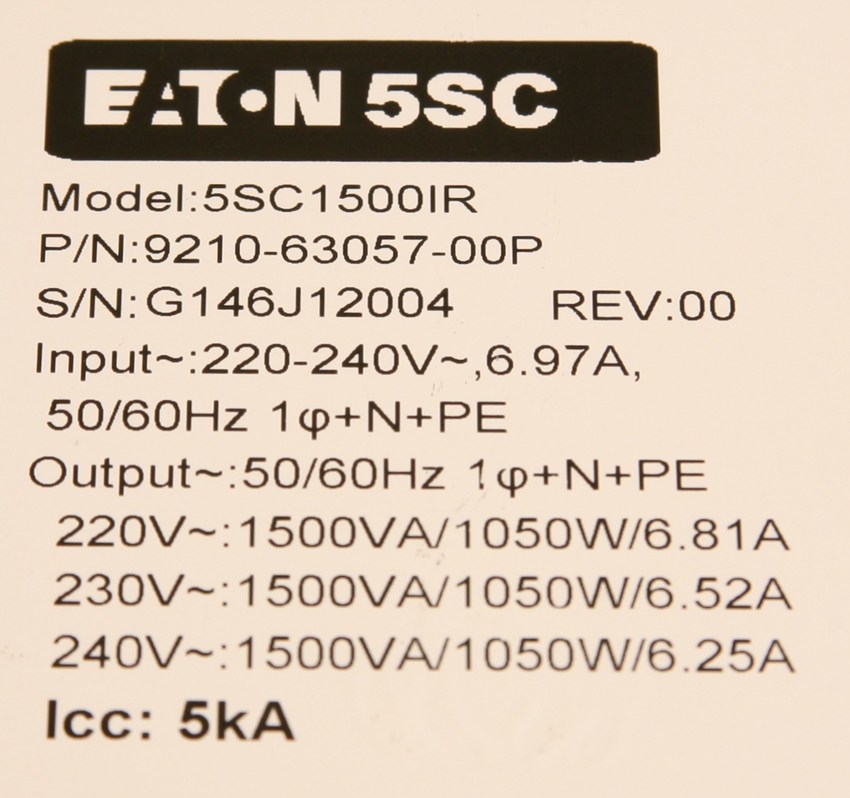 EATON 5SC
Model:5SC1500IR
P/N:9210-63057-00P
S/N:G146J12004 REV:00
Input~:220-240V~,6.97A,
50/60Hz 1φ+N+PE
Output~:50/60Hz 1φ+N+PE
220V~:1500VA/1050W/6.81A
230V~:1500VA/1050W/6.52A
240V~:1500VA/1050W/6.25A
Icc: 5kA